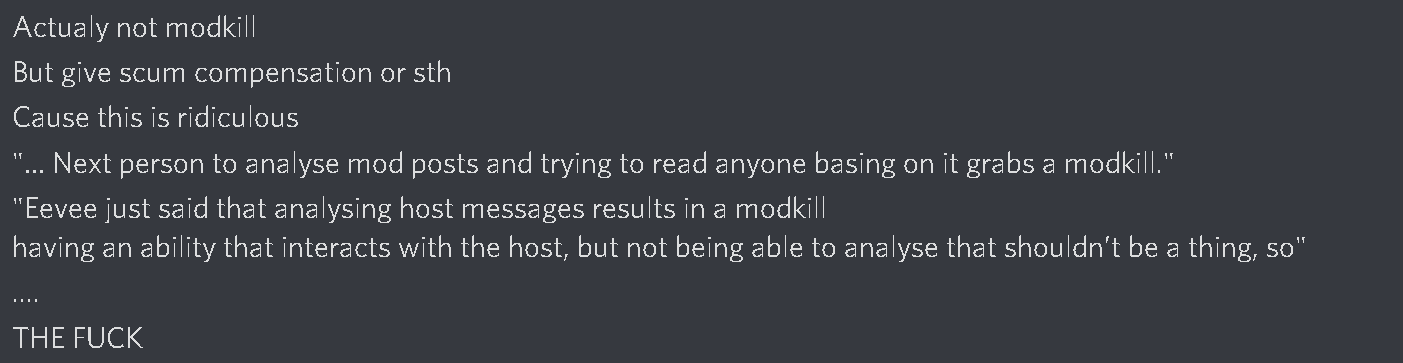 Actualy not modkill
But give scum compensation or sth
Cause this is ridiculous
"... Next person to analyse mod posts and trying to read anyone basing on it grabs a modkill."
"Eevee just said that analysing host messages results in a modkill
having an ability that interacts with the host, but not being able to analyse that shouldn't be a thing, so"
....
THE FUCK